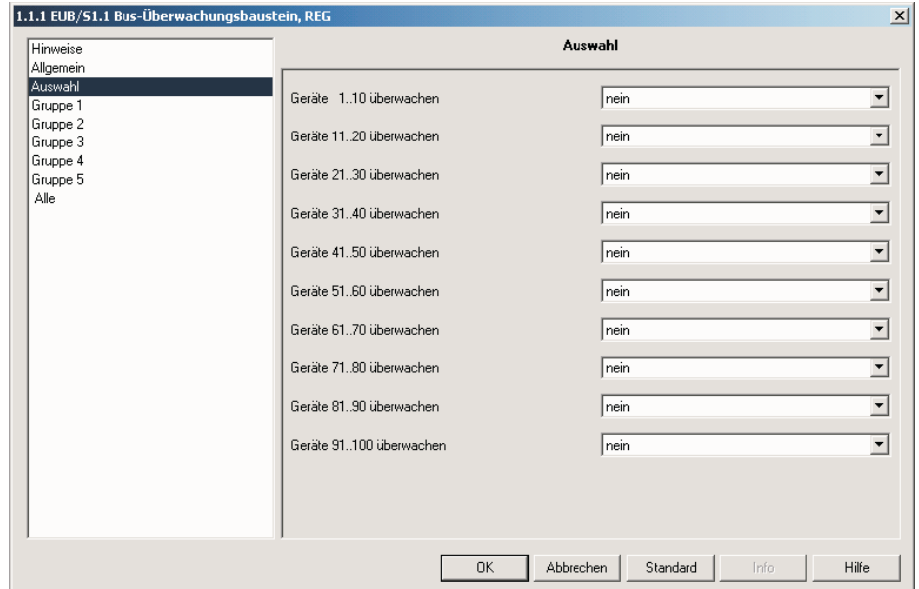 1.1.1 EUB/S1.1 Bus-Überwachungsbaustein, REG
Hinweise
Allgemein
Auswahl
Gruppe 1
Gruppe 2
Gruppe 3
Gruppe 4
Gruppe 5
Alle
Auswahl
Geräte 1..10 überwachen nein
Geräte 11..20 überwachen nein
Geräte 21..30 überwachen nein
Geräte 31..40 überwachen nein
Geräte 41..50 überwachen nein
Geräte 51..60 überwachen nein
Geräte 61..70 überwachen nein
Geräte 71..80 überwachen nein
Geräte 81..90 überwachen nein
Geräte 91..100 überwachen nein
OK Abbrechen Standard Info Hilfe